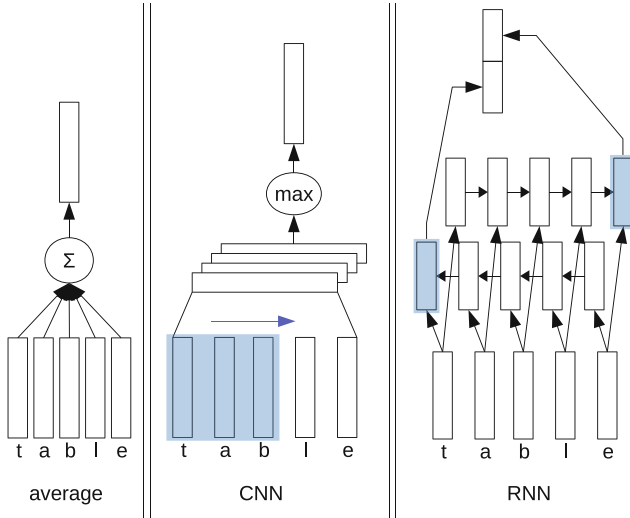 Σ
t a b l e
average
max
t a b l e
CNN
t a b l e
RNN